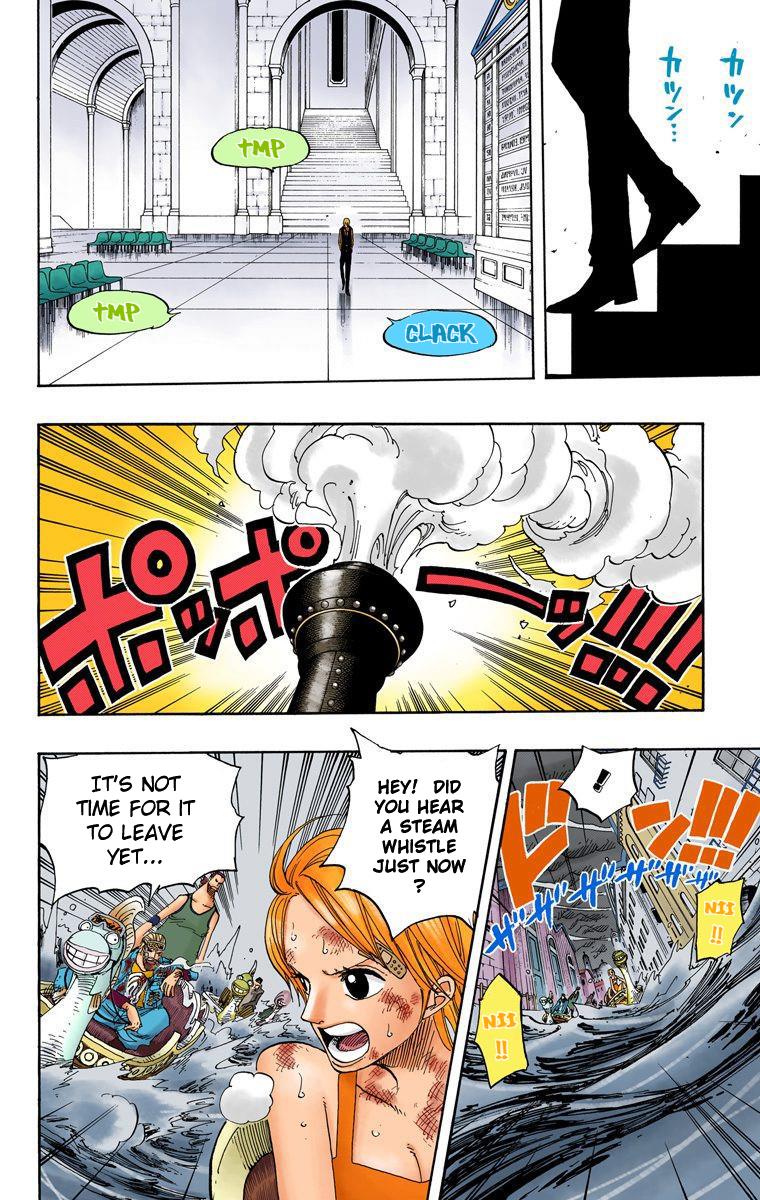 カツン
カツン…
TMP
TMP
CLACK
ポッポーッ!!!!
!
ドン!!!
ザザザザザザザ
NII
!!
NII
!!
HEY! DID
YOU HEAR
A STEAM
WHISTLE
JUST NOW
?
IT'S NOT
TIME FOR IT
TO LEAVE
YET...